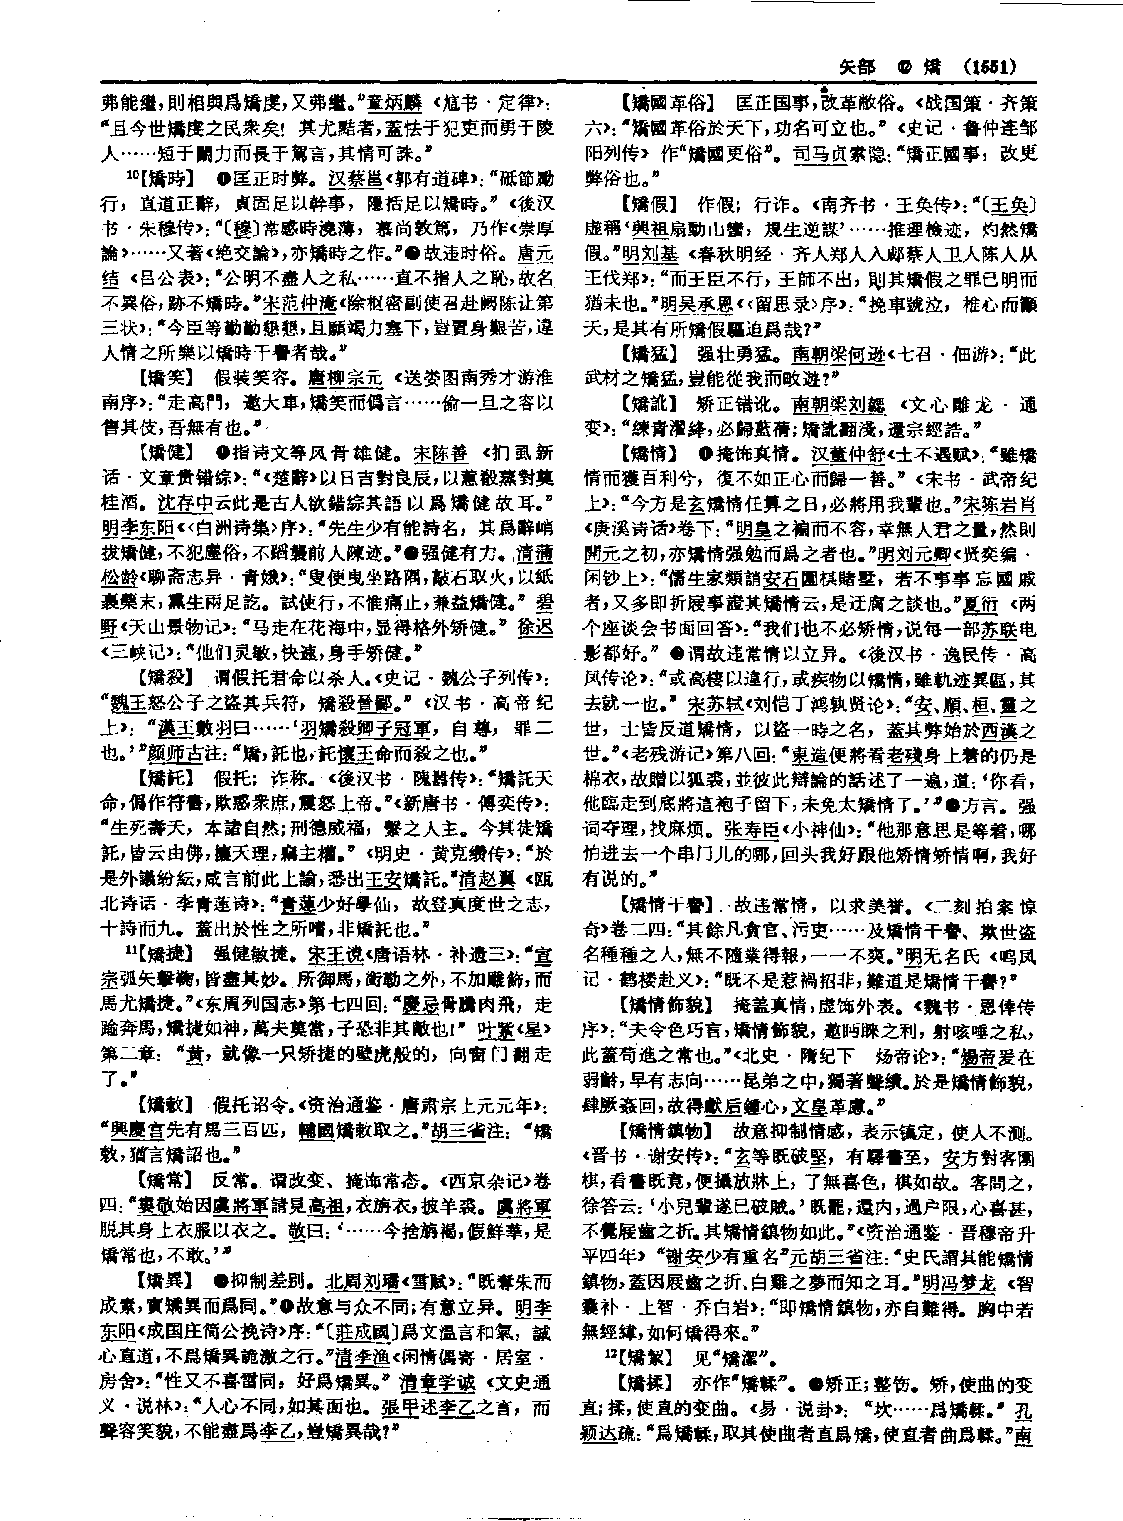 矢部 ⑫ 矯 (1551)
弗能繼，則相與爲矯虔，又弗繼。”章炳麟《訄书·定律》：
“且今世矯虔之民衆矣！其尤黠者，蓋怯于犯吏而勇于陵
人……短于鬭力而長于駕言，其情可誅。”
10【矯時】 ❶匡正时弊。汉蔡邕《郭有道碑》：“砥節勵
行，直道正辭，貞固足以幹事，隱括足以矯時。”《後汉
书·朱穆传》：“〔穆〕常感時澆薄，慕尚敦篤，乃作《崇厚
論》……又著《絶交論》，亦矯時之作。”❷故违时俗。唐元
结《吕公表》：“公明不盡人之私……直不指人之恥，故名
不異俗，跡不矯時。”宋范仲淹《除枢密副使召赴阙陈让第
三状》：“今臣等勤勤懇懇，且願竭力塞下，豈置身艱苦，違
人情之所樂以矯時干譽者哉。”
【矯笑】 假装笑容。唐柳宗元《送娄图南秀才游淮
南序》：“走高門，邀大車，矯笑而僞言……偷一旦之容以
售其伎，吾無有也。”
【矯健】 ❶指诗文等风骨雄健。宋陈善《扪虱新
话·文章贵错综》：“《楚辭》以日吉對良辰，以蕙殽蒸對奠
桂酒。沈存中云此是古人欲錯綜其語以爲矯健故耳。”
明李东阳《〈白洲诗集〉序》：“先生少有能詩名，其爲辭峭
拔矯健，不犯塵俗，不蹈襲前人陳迹。”❷强健有力。清蒲
松龄《聊斋志异·青娥》：“叟便曳坐路隅，敲石取火，以紙
裹藥末，熏生兩足訖。試使行，不惟痛止，兼益矯健。”碧
野《天山景物记》：“马走在花海中，显得格外矫健。”徐迟
《三峡记》：“他们灵敏，快速，身手矫健。”
【矯殺】 谓假托君命以杀人。《史记·魏公子列传》：
“魏王怒公子之盗其兵符，矯殺晉鄙。”《汉书·高帝纪
上》：“漢王數羽曰……‘羽矯殺卿子冠軍，自尊，罪二
也。’”颜师古注：“矯，託也，託懷王命而殺之也。”
【矯託】 假托；诈称。《後汉书·隗嚣传》：“矯託天
命，僞作符書，欺惑衆庶，震怒上帝。”《新唐书·傅奕传》：
“生死壽夭，本諸自然；刑德威福，繫之人主。今其徒矯
託，皆云由佛，攘天理，竊主權。”《明史·黄克缵传》：“於
是外議紛紜，咸言前此上諭，悉出王安矯託。”清赵翼《瓯
北诗话·李青莲诗》：“青蓮少好學仙，故登真度世之志，
十詩而九。蓋出於性之所嗜，非矯託也。”
11【矯捷】 强健敏捷。宋王谠《唐语林·补遗三》：“宣
宗弧矢擊鞠，皆盡其妙。所御馬，銜勒之外，不加雕飾，而
馬尤矯捷。”《东周列国志》第七四回：“慶忌骨騰肉飛，走
踰奔馬，矯捷如神，萬夫莫當，子恐非其敵也！”叶紫《星》
第二章：“黄，就像一只矫捷的壁虎般的，向窗门翻走
了。”
【矯敕】 假托诏令。《资治通鉴·唐肃宗上元元年》：
“興慶宫先有馬三百匹，輔國矯敕取之。”胡三省注：“矯
敕，猶言矯詔也。”
【矯常】 反常。谓改变、掩饰常态。《西京杂记》卷
四：“婁敬始因虞將軍請見高祖，衣旃衣，披羊裘。虞將軍
脱其身上衣服以衣之。敬曰：‘……今捨旃褐，假鮮華，是
矯常也，不敢。’”
【矯異】 ❶抑制差别。北周刘璠《雪赋》：“既奪朱而
成素，實矯異而爲同。”❷故意与众不同；有意立异。明李
东阳《成国庄简公挽诗》序：“〔莊成國〕爲文溫言和氣，誠
心直道，不爲矯異詭激之行。”清李渔《闲情偶寄·居室·
房舍》：“性又不喜雷同，好爲矯異。”清章学诚《文史通
义·说林》：“人心不同，如其面也。張甲述李乙之言，而
聲容笑貌，不能盡爲李乙，豈矯異哉？”
【矯國革俗】 匡正国事，改革敝俗。《战国策·齐策
六》：“矯國革俗於天下，功名可立也。”《史记·鲁仲连邹
阳列传》作“矯國更俗”。司马贞索隐：“矯正國事，改更
弊俗也。”
【矯假】 作假；行诈。《南齐书·王奂传》：“〔王奂〕
虚稱‘興祖扇動山蠻，規生逆謀’……推理檢迹，灼然矯
假。”明刘基《春秋明经·齐人郑人入郕蔡人卫人陈人从
王伐郑》：“而王臣不行，王師不出，則其矯假之罪已明而
猶未也。”明吴承恩《〈留思录〉序》：“挽車號泣，椎心而籲
天，是其有所矯假驅迫爲哉？”
【矯猛】 强壮勇猛。南朝梁何逊《七召·佃游》：“此
武材之矯猛，豈能從我而畋遊？”
【矯訛】 矫正错讹。南朝梁刘勰《文心雕龙·通
变》：“練青濯絳，必歸藍蒨；矯訛翻淺，還宗經誥。”
【矯情】 ❶掩饰真情。汉董仲舒《士不遇赋》：“雖矯
情而獲百利兮，復不如正心而歸一善。”《宋书·武帝纪
上》：“今方是玄矯情任算之日，必將用我輩也。”宋陈岩肖
《庚溪诗话》卷下：“明皇之褊而不容，幸無人君之量，然則
開元之初，亦矯情强勉而爲之者也。”明刘元卿《贤奕编·
闲钞上》：“儒生家頗誚安石圍棋賭墅，若不事事忘國戚
者，又多即折屐事證其矯情云，是迂腐之談也。”夏衍《两
个座谈会书面回答》：“我们也不必矫情，说每一部苏联电
影都好。”❷谓故违常情以立异。《後汉书·逸民传·高
凤传论》：“或高棲以違行，或疾物以矯情，雖軌迹異區，其
去就一也。”宋苏轼《刘恺丁鸿孰贤论》：“安、順、桓、靈之
世，士皆反道矯情，以盗一時之名，蓋其弊始於西漢之
世。”《老残游记》第八回：“東造便將看老殘身上著的仍是
棉衣，故贈以狐裘，並彼此辯論的話述了一遍，道：‘你看，
他臨走到底將這袍子留下，未免太矯情了。’”❸方言。强
词夺理，找麻烦。张寿臣《小神仙》：“他那意思是等着，哪
怕进去一个串门儿的哪，回头我好跟他矫情矫情啊，我好
有说的。”
【矯情干譽】 故违常情，以求美誉。《二刻拍案惊
奇》卷二四：“其餘凡貪官、污吏……及矯情干譽、欺世盗
名種種之人，無不隨業得報，一一不爽。”明无名氏《鸣凤
记·鹤楼赴义》：“既不是惹禍招非，難道是矯情干譽？”
【矯情飾貌】 掩盖真情，虚饰外表。《魏书·恩倖传
序》：“夫令色巧言，矯情飾貌，邀眄睞之利，射咳唾之私，
此蓋苟進之常也。”《北史·隋纪下 炀帝论》：“煬帝爰在
弱齡，早有志向……昆弟之中，獨著聲績。於是矯情飾貌，
肆厥姦回，故得獻后鍾心，文皇革慮。”
【矯情鎮物】 故意抑制情感，表示镇定，使人不测。
《晋书·谢安传》：“玄等既破堅，有驛書至，安方對客圍
棋，看書既竟，便攝放牀上，了無喜色，棋如故。客問之，
徐答云：‘小兒輩遂已破賊。’既罷，還内，過户限，心喜甚，
不覺屐齒之折。其矯情鎮物如此。”《资治通鉴·晋穆帝升
平四年》“謝安少有重名”元胡三省注：“史氏謂其能矯情
鎮物，蓋因屐齒之折、白雞之夢而知之耳。”明冯梦龙《智
囊补·上智·乔白岩》：“即矯情鎮物，亦自難得。胸中若
無經緯，如何矯得來。”
12【矯絜】 见“矯潔”。
【矯揉】 亦作“矯輮”。❶矫正；整饬。矫，使曲的变
直；揉，使直的变曲。《易·说卦》：“坎……爲矯輮。”孔
颖达疏：“爲矯輮，取其使曲者直爲矯，使直者曲爲輮。”南